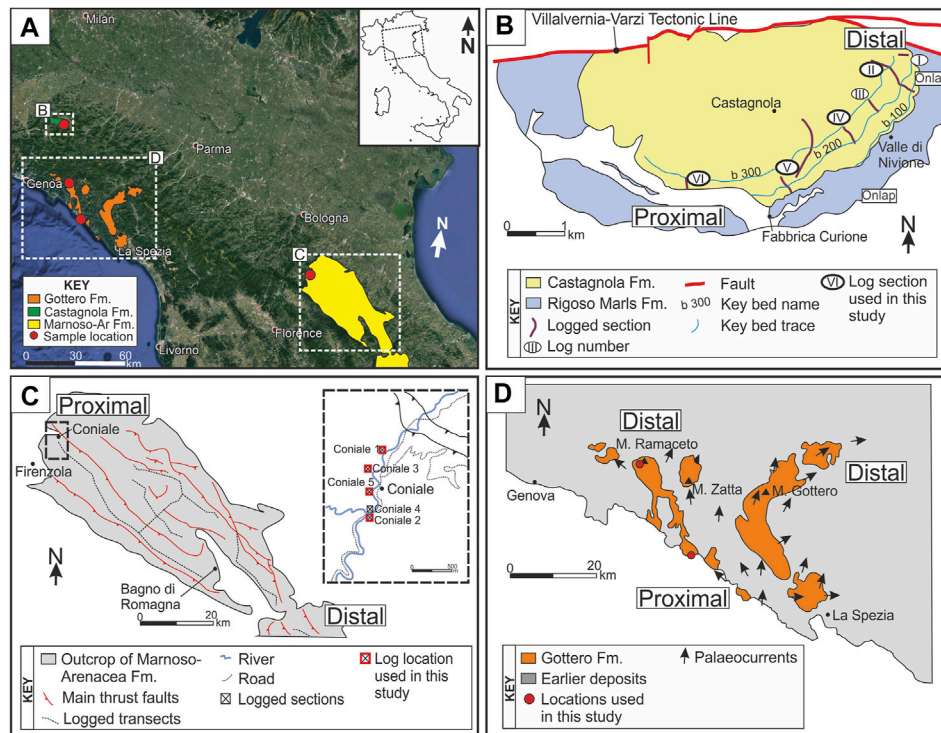 A
Milan
N
B
D
Parma
Genoa
Bologna
La Spezia
N
C
KEY
Gottero Fm.
Castagnola Fm.
Marnoso-Ar Fm.
Sample location
Florence
Livorno
0 30 60
km
B
Villalvernia-Varzi Tectonic Line
Distal
I
II
Onlap
III
Castagnola
IV
b 100
b 200
Valle di
Nivione
V
b 300
VI
Onlap
Proximal
0 1
km
Fabbrica Curione
N
KEY
Castagnola Fm.
Rigoso Marls Fm.
Logged section
III Log number
Fault
b 300 Key bed name
Key bed trace
VI Log section
used in this
study
C
Proximal
Coniale
Firenzola
N
Bagno di
Romagna
0 20
km
Distal
Coniale 1
Coniale 3
Coniale 5
Coniale
Coniale 4
Coniale 2
0 500
m
KEY
Outcrop of Marnoso-
Arenacea Fm.
Main thrust faults
Logged transects
River
Road
Logged sections
Log location
used in this
study
D
N
Distal
M. Ramaceto
Distal
Genova
M. Zatta
M. Gottero
0 20
km
Proximal
La Spezia
KEY
Gottero Fm.
Earlier deposits
Locations used
in this study
Palaeocurrents